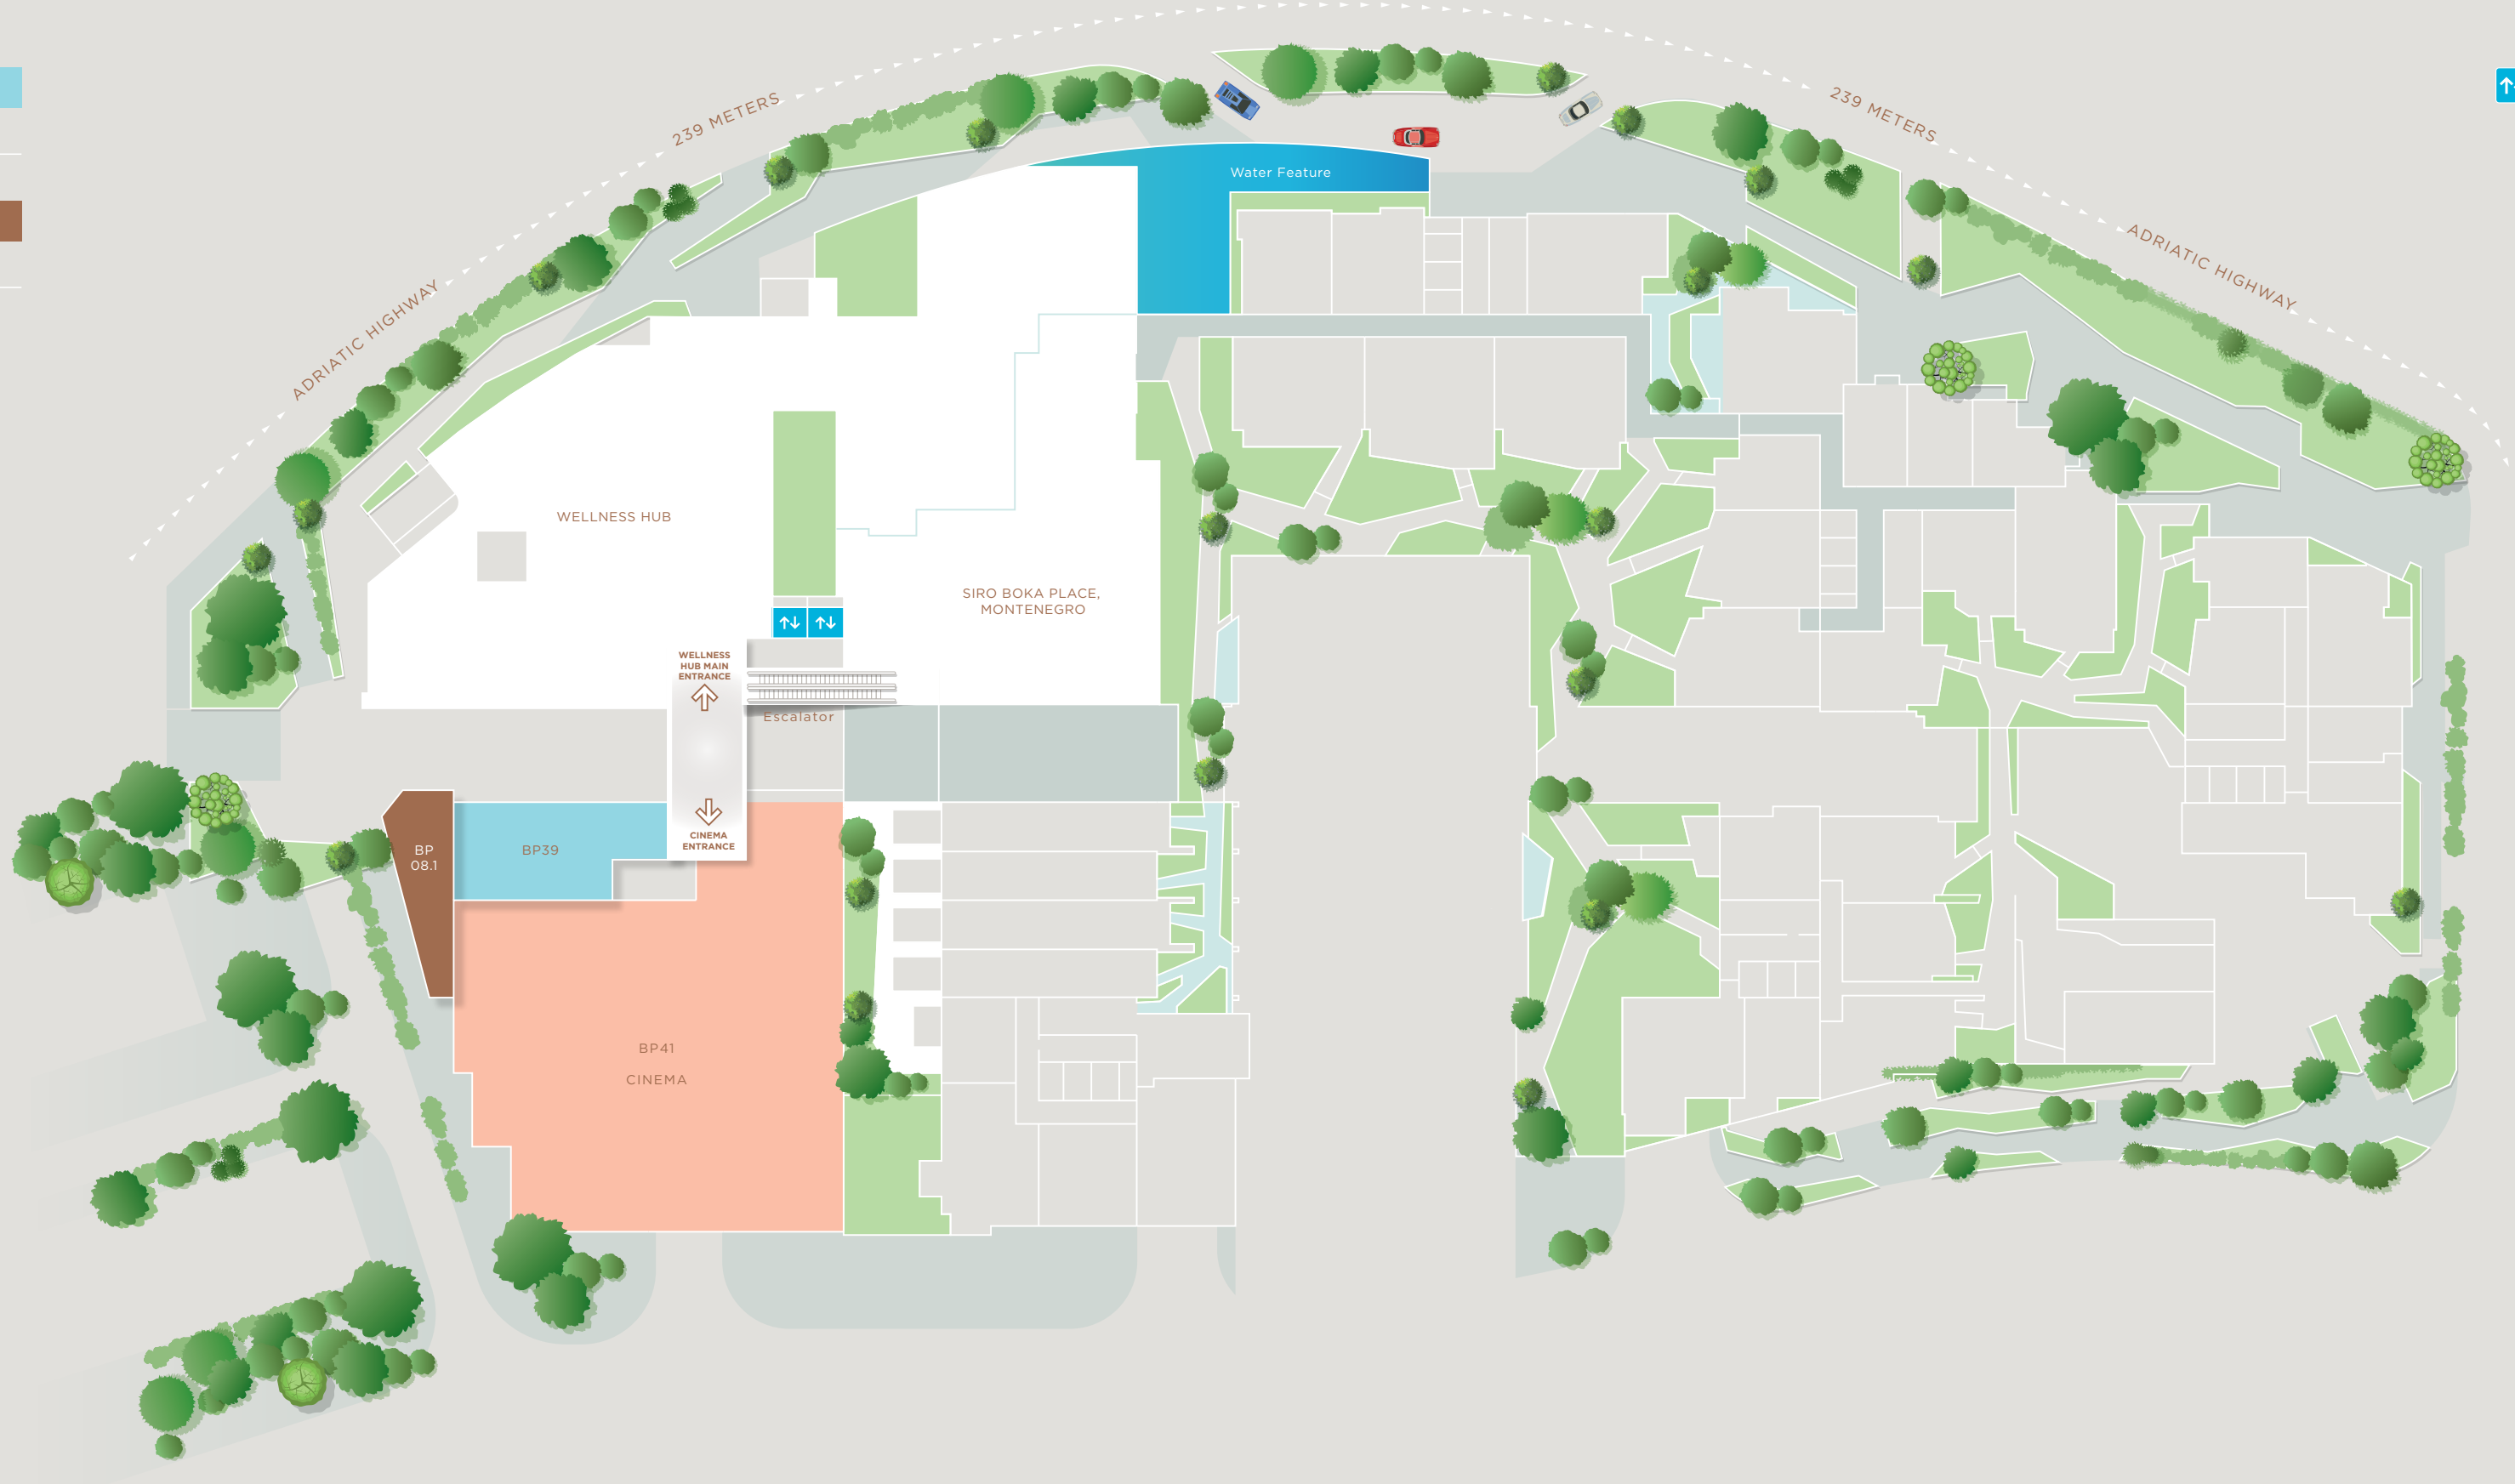 239 METERS
239 METERS
ADRIATIC HIGHWAY
ADRIATIC HIGHWAY
Water Feature
WELLNESS HUB
SIRO BOKA PLACE,
MONTENEGRO
WELLNESS
HUB MAIN
ENTRANCE
Escalator
CINEMA
ENTRANCE
BP
08.1
BP39
BP41
CINEMA